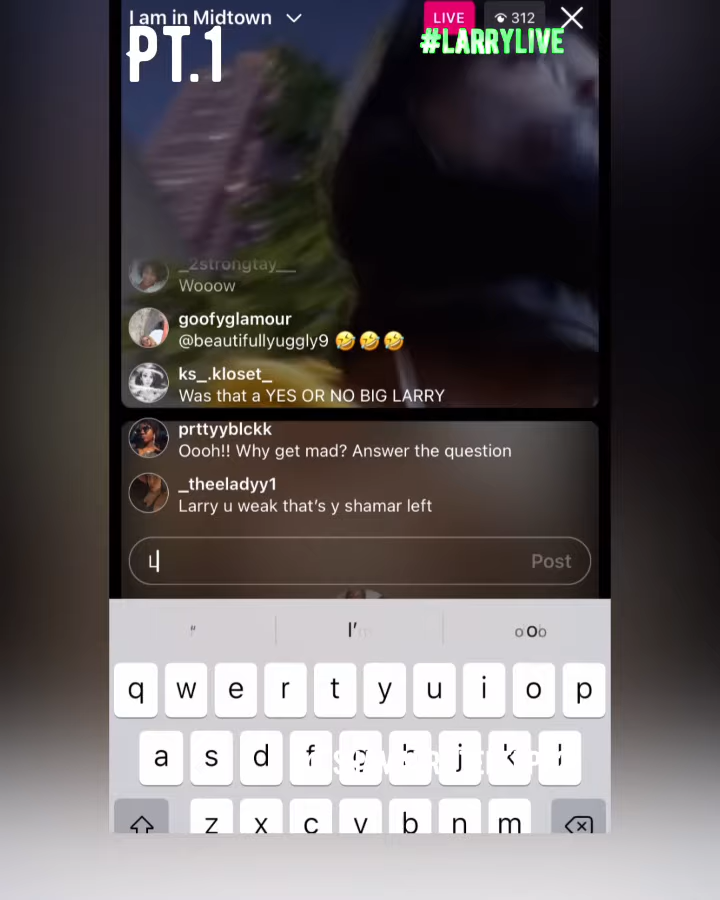 I am in Midtown
LIVE
312
PT.1
#LARRYLIVE
_2strongtay__
Wooow
goofyglamour
@beautifullyuggly9 🤣🤣🤣
ks_.kloset_
Was that a YES OR NO BIG LARRY
prttyyblckk
Oooh!! Why get mad? Answer the question
_theeladyy1
Larry u weak that's y shamar left
Post
“
I'
q w e r t y u i o p
a s d f g h j k l
z x c v b n m